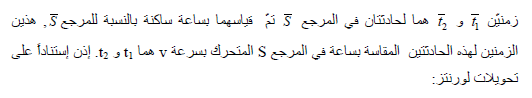 زمنيّن t̅₁ و t̅₂ هما لحادثتان في المرجع S̅ تمّ قياسهما بساعة ساكنة بالنسبة للمرجع S̅ , هذين
الزمنين لهذه الحادثتين المقاسة بساعة في المرجع S المتحرك بسرعة v هما t₁ و t₂. إذن إستناداً على
تحويلات لورنتز: